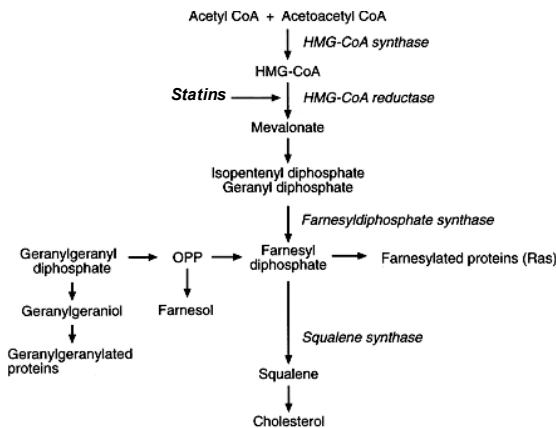 Acetyl CoA + Acetoacetyl CoA
HMG-CoA synthase
HMG-CoA
Statins
HMG-CoA reductase
Mevalonate
Isopentenyl diphosphate
Geranyl diphosphate
Farnesyldiphosphate synthase
Geranylgeranyl
diphosphate
OPP
Farnesyl
diphosphate
Farnesylated proteins (Ras)
Geranylgeraniol
Farnesol
Geranylgeranylated
proteins
Squalene synthase
Squalene
Cholesterol